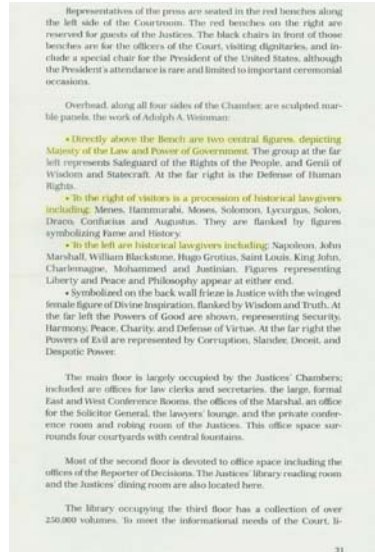 Representatives of the press are seated in the red benches along
the left side of the Courtroom. The red benches on the right are
reserved for guests of the Justices. The black chairs in front of those
benches are for the officers of the Court, visiting dignitaries, and in-
clude a special chair for the President of the United States, although
the President's attendance is rare and limited to important ceremonial
occasions.
Overhead, along all four sides of the Chamber, are sculpted mar-
ble panels, the work of Adolph A. Weinman:
• Directly above the Bench are two central figures, depicting
Majesty of the Law and Power of Government. The group at the far
left represents Safeguard of the Rights of the People, and Genii of
Wisdom and Statecraft. At the far right is the Defense of Human
Rights.
• To the right of visitors is a procession of historical lawgivers
including: Menes, Hammurabi, Moses, Solomon, Lycurgus, Solon,
Draco, Confucius and Augustus. They are flanked by figures
symbolizing Fame and History.
• To the left are historical lawgivers including: Napoleon, John
Marshall, William Blackstone, Hugo Grotius, Saint Louis, King John,
Charlemagne, Mohammed and Justinian. Figures representing
Liberty and Peace and Philosophy appear at either end.
• Symbolized on the back wall frieze is Justice with the winged
female figure of Divine Inspiration, flanked by Wisdom and Truth. At
the far left the Powers of Good are shown, representing Security,
Harmony, Peace, Charity, and Defense of Virtue. At the far right the
Powers of Evil are represented by Corruption, Slander, Deceit, and
Despotic Power.
The main floor is largely occupied by the Justices' Chambers;
included are offices for law clerks and secretaries, the large, formal
East and West Conference Rooms, the offices of the Marshal, an office
for the Solicitor General, the lawyers' lounge, and the private confer-
ence room and robing room of the Justices. This office space sur-
rounds four courtyards with central fountains.
Most of the second floor is devoted to office space including the
offices of the Reporter of Decisions. The Justices' library reading room
and the Justices' dining room are also located here.
The library occupying the third floor has a collection of over
250,000 volumes. To meet the informational needs of the Court, li-